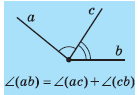 a
c
b
∠(ab) = ∠(ac) + ∠(cb)